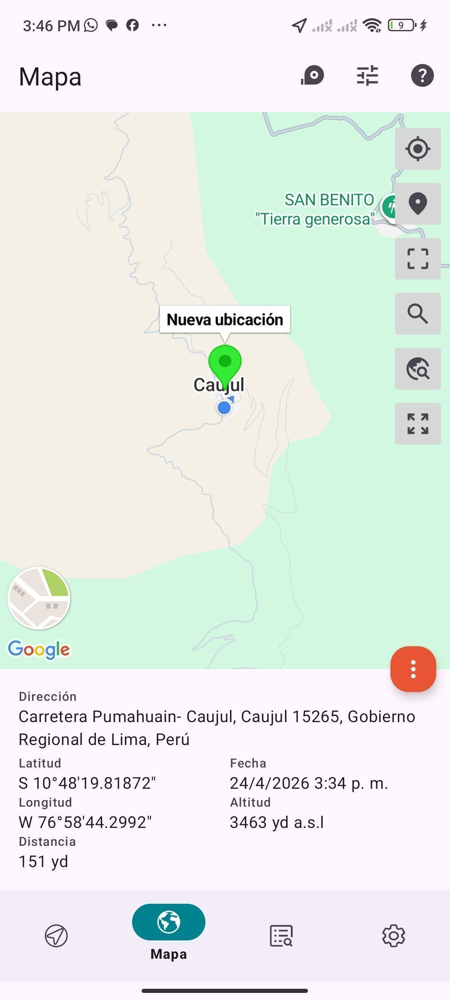 3:46 PM
9
Mapa
SAN BENITO
"Tierra generosa"
Nueva ubicación
Caujul
Google
Dirección
Carretera Pumahuain- Caujul, Caujul 15265, Gobierno
Regional de Lima, Perú
Latitud
S 10°48'19.81872"
Fecha
24/4/2026 3:34 p. m.
Longitud
W 76°58'44.2992"
Altitud
3463 yd a.s.l
Distancia
151 yd
Mapa